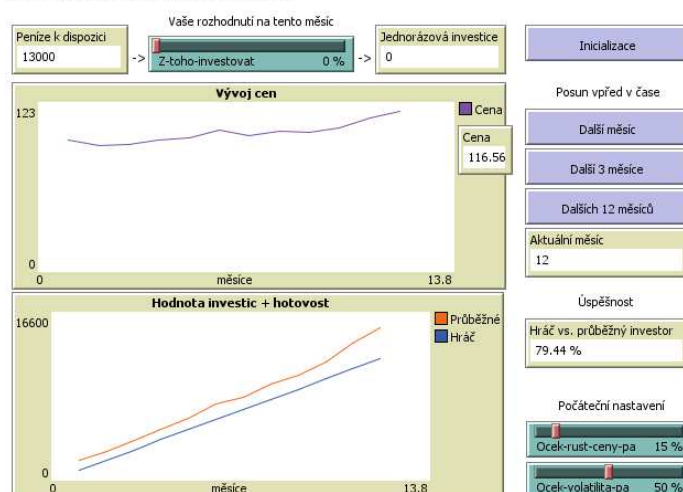 Vaše rozhodnutí na tento měsíc
Peníze k dispozici
13000
->
Z-toho-investovat 0 %
->
Jednorázová investice
0
Inicializace
Vývoj cen
123
0
0
měsíce
13.8
Cena
Cena
116.56
Posun vpřed v čase
Další měsíc
Další 3 měsíce
Dalších 12 měsíců
Aktuální měsíc
12
Hodnota investic + hotovost
16600
0
0
měsíce
13.8
Průběžné
Hráč
Úspěšnost
Hráč vs. průběžný investor
79.44 %
Počáteční nastavení
Ocek-rust-ceny-pa 15 %
Ocek-volatilita-pa 50 %